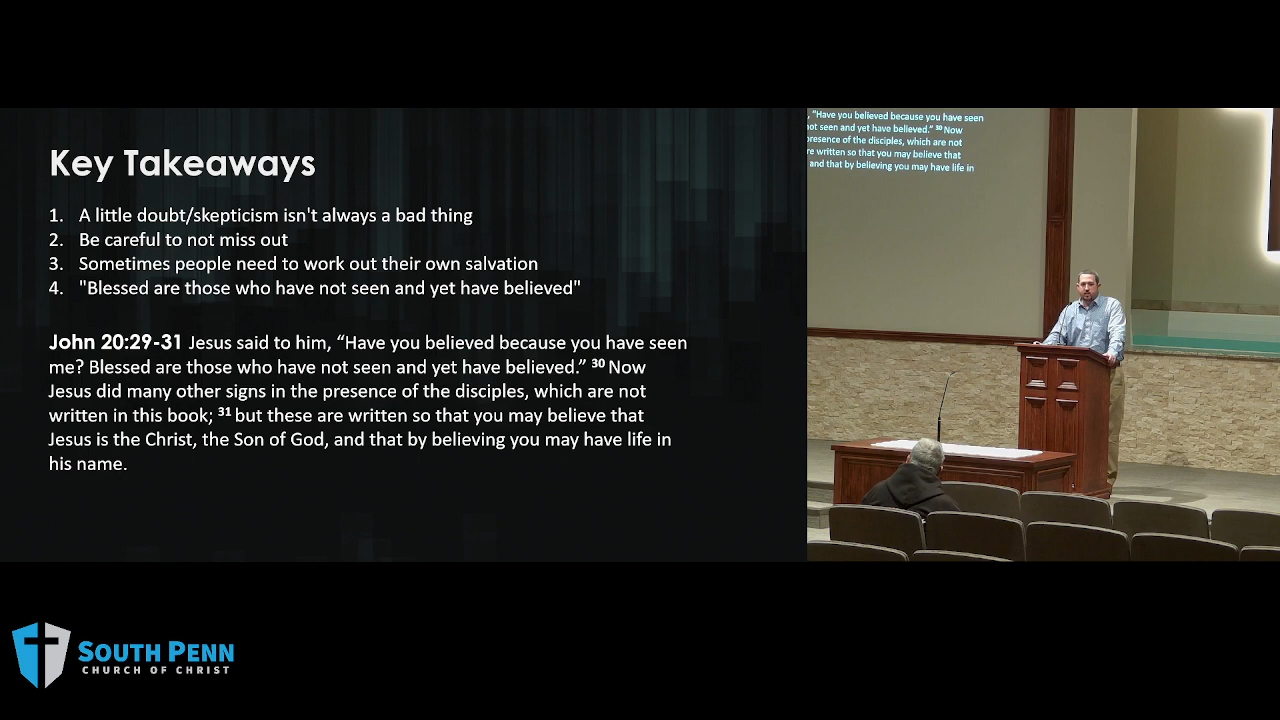 Key Takeaways
1. A little doubt/skepticism isn't always a bad thing
2. Be careful to not miss out
3. Sometimes people need to work out their own salvation
4. "Blessed are those who have not seen and yet have believed"
John 20:29-31 Jesus said to him, “Have you believed because you have seen
me? Blessed are those who have not seen and yet have believed.” 30 Now
Jesus did many other signs in the presence of the disciples, which are not
written in this book; 31 but these are written so that you may believe that
Jesus is the Christ, the Son of God, and that by believing you may have life in
his name.
, “Have you believed because you have seen
not seen and yet have believed.” 30 Now
presence of the disciples, which are not
re written so that you may believe that
and that by believing you may have life in
SOUTH PENN
CHURCH OF CHRIST